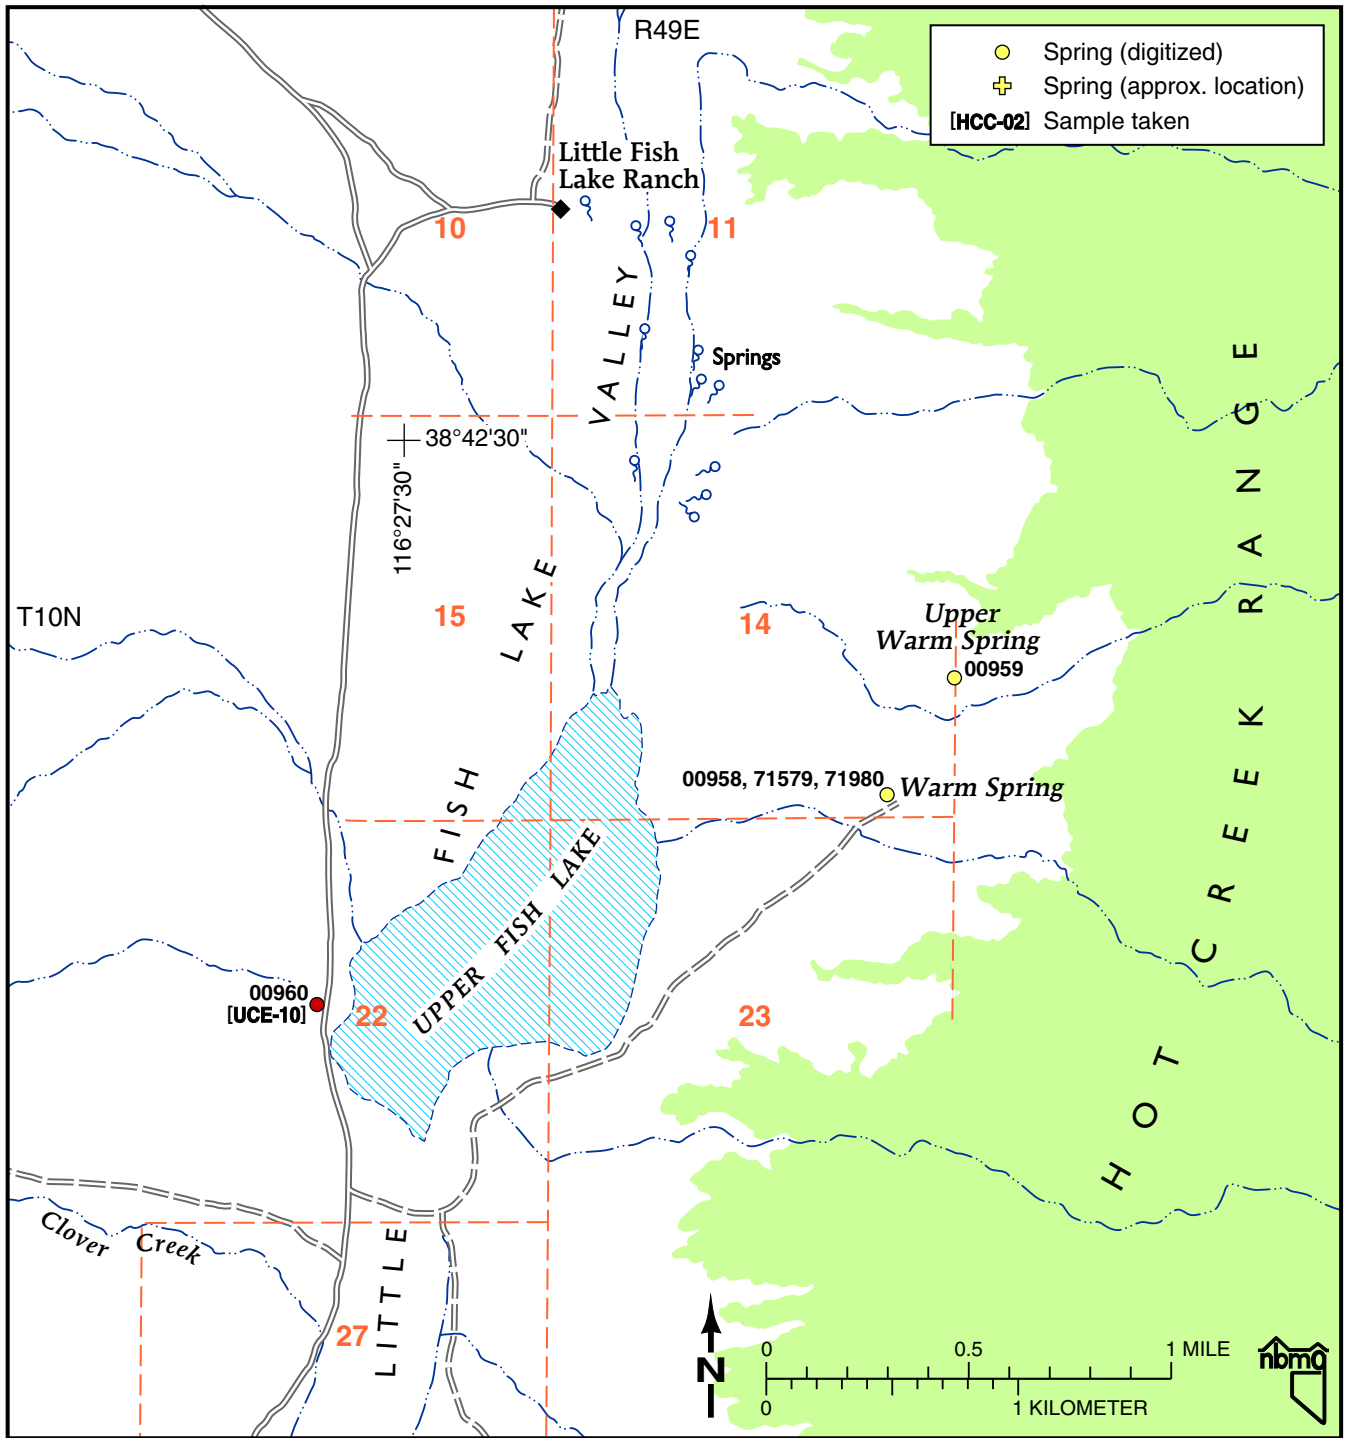 R49E
Spring (digitized)
Spring (approx. location)
[HCC-02] Sample taken
Little Fish
Lake Ranch
10
11
Springs
38°42'30"
116°27'30"
T10N
15
14
Upper
Warm Spring
00959
00958, 71579, 71980
Warm Spring
UPPER FISH LAKE
00960
[UCE-10]
22
23
LITTLE FISH LAKE VALLEY
HOT CREEK RANGE
Clover Creek
27
N
0 0.5 1 MILE
0 1 KILOMETER
nbmg